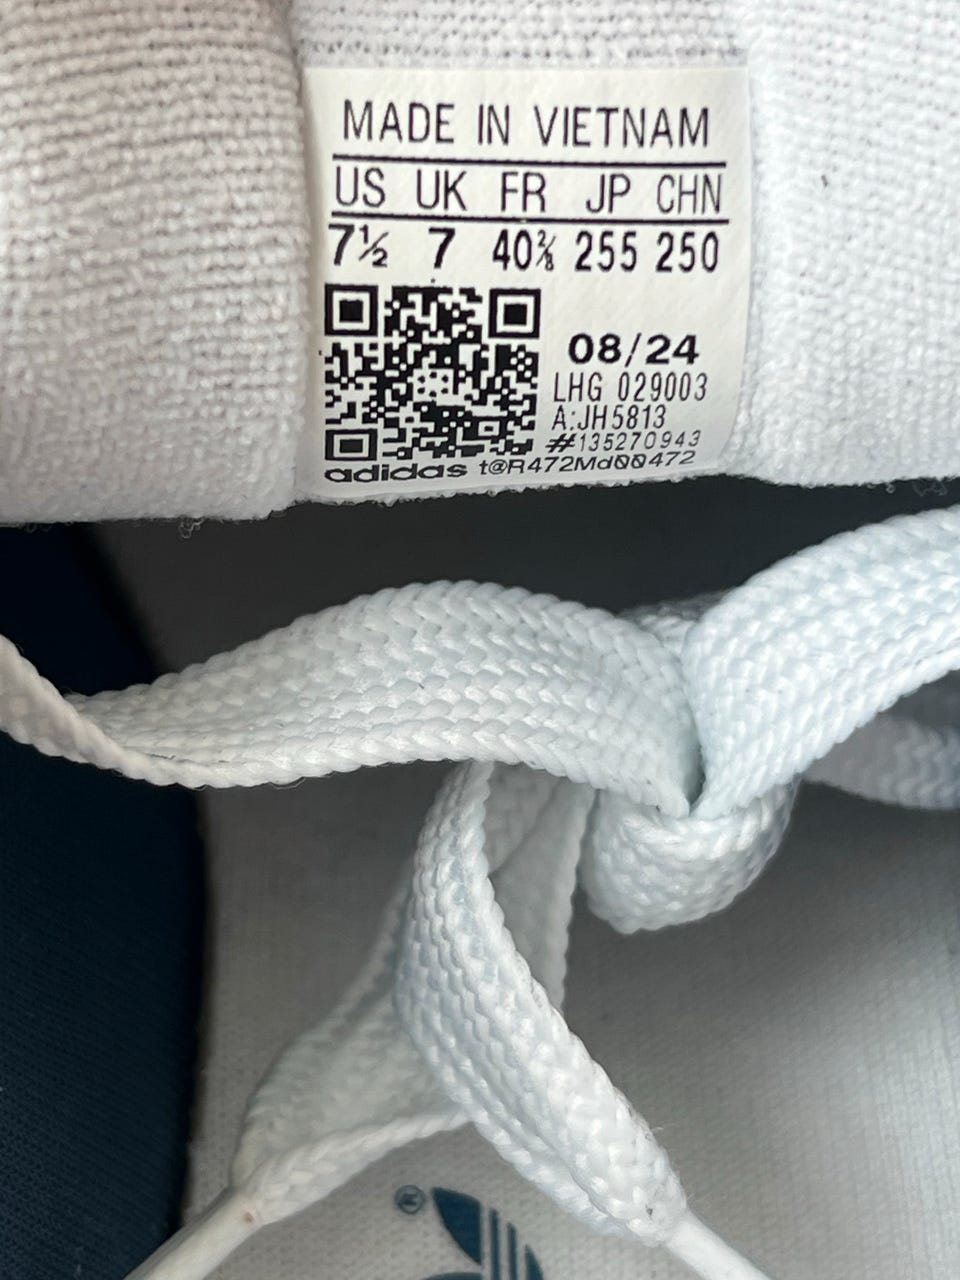 MADE IN VIETNAM
US UK FR JP CHN
7½ 7 40⅔ 255 250
08/24
LHG 029003
A:JH5813
#135270943
adidas t@R472Md00472
®